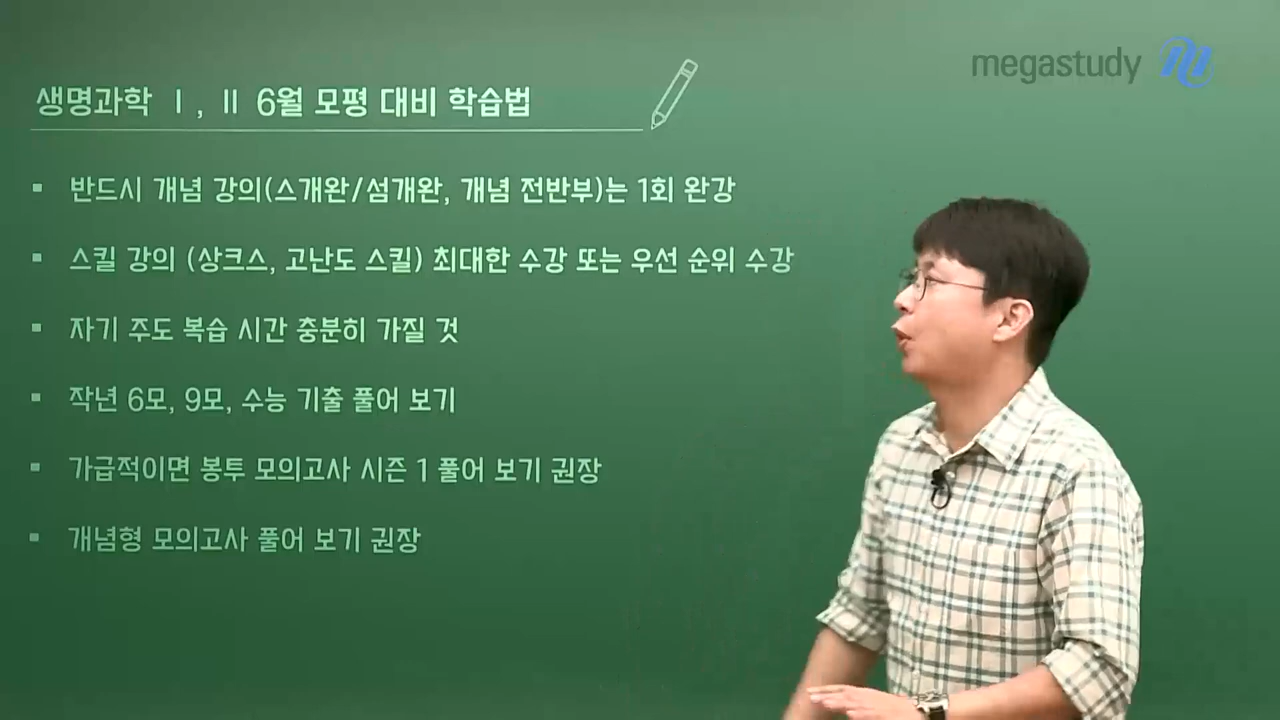 megastudy
생명과학 Ⅰ, Ⅱ 6월 모평 대비 학습법
▪ 반드시 개념 강의(스개완/섬개완, 개념 전반부)는 1회 완강
▪ 스킬 강의 (상크스, 고난도 스킬) 최대한 수강 또는 우선 순위 수강
▪ 자기 주도 복습 시간 충분히 가질 것
▪ 작년 6모, 9모, 수능 기출 풀어 보기
▪ 가급적이면 봉투 모의고사 시즌 1 풀어 보기 권장
▪ 개념형 모의고사 풀어 보기 권장